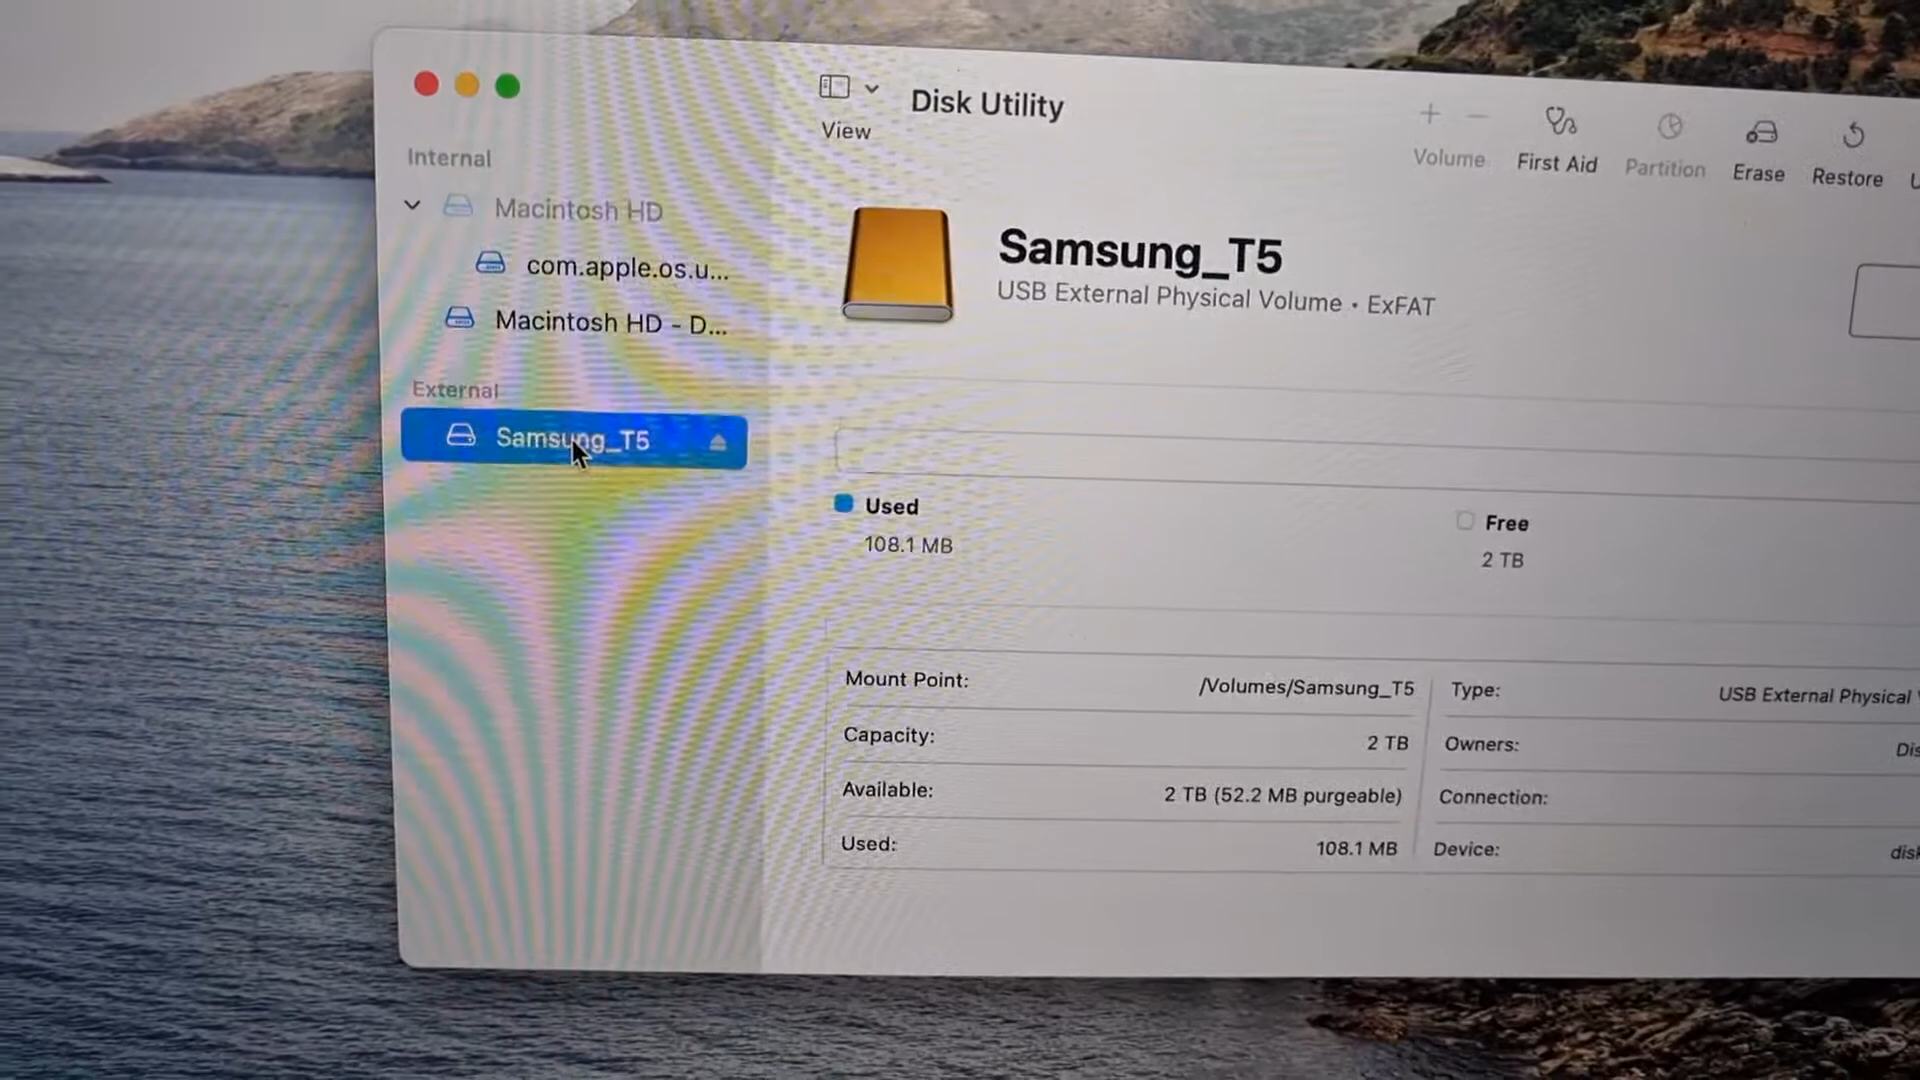 Disk Utility
View
Volume
First Aid
Partition
Erase
Restore
Internal
Macintosh HD
com.apple.os.u...
Macintosh HD - D...
External
Samsung_T5
Samsung_T5
USB External Physical Volume • ExFAT
Used
108.1 MB
Free
2 TB
Mount Point: /Volumes/Samsung_T5
Capacity: 2 TB
Available: 2 TB (52.2 MB purgeable)
Used: 108.1 MB
Type: USB External Physical
Owners:
Connection:
Device: